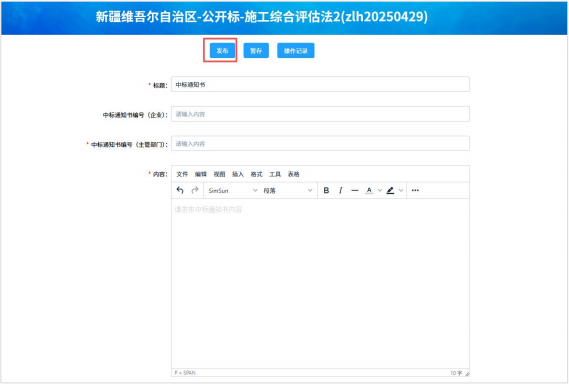 新疆维吾尔自治区-公开标-施工综合评估法2(zlh20250429)
发布 暂存 操作记录
* 标题: 中标通知书
中标通知书编号（企业）: 请输入内容
* 中标通知书编号（主管部门）: 请输入内容
* 内容: 文件 编辑 视图 插入 格式 工具 表格
SimSun 段落 B I A ...
请发布中标通知书内容
P » SPAN 10 字